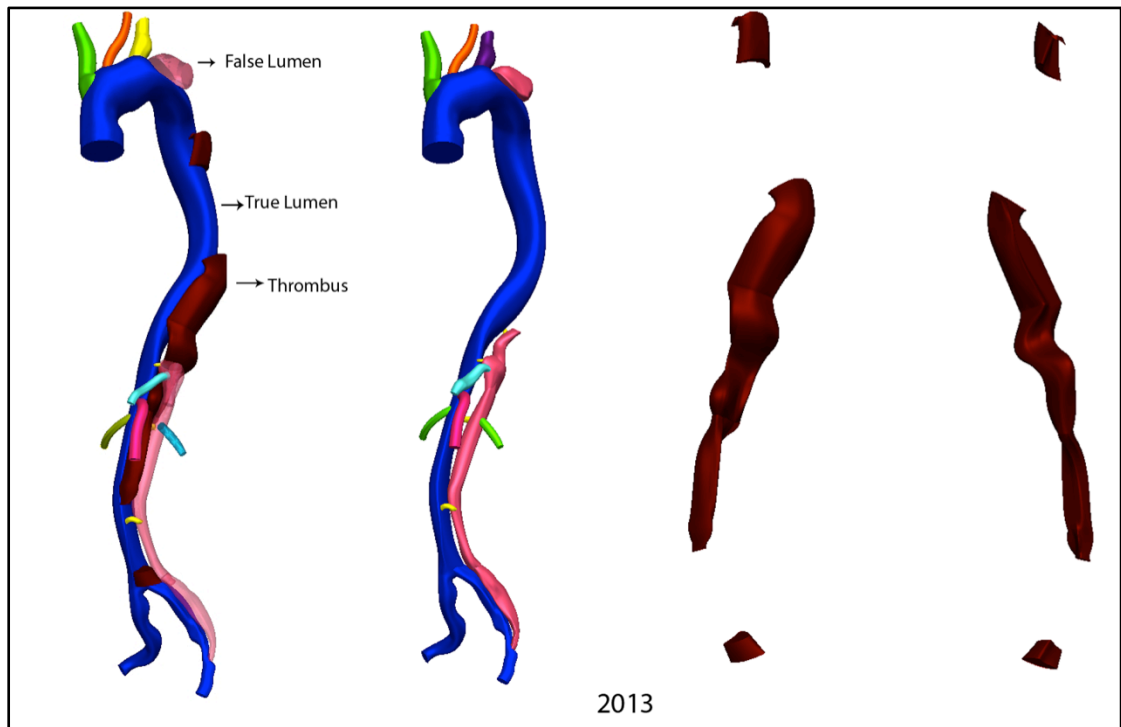 → False Lumen
→ True Lumen
→ Thrombus
2013